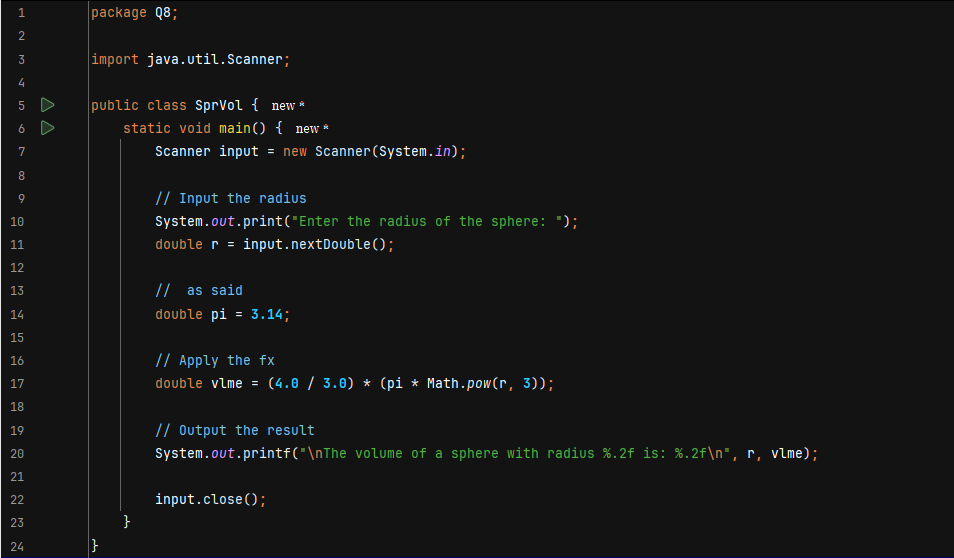 1 package Q8;
2
3 import java.util.Scanner;
4
5 public class SprVol { new *
6 static void main() { new *
7 Scanner input = new Scanner(System.in);
8
9 // Input the radius
10 System.out.print("Enter the radius of the sphere: ");
11 double r = input.nextDouble();
12
13 //  as said
14 double pi = 3.14;
15
16 // Apply the fx
17 double vlme = (4.0 / 3.0) * (pi * Math.pow(r, 3));
18
19 // Output the result
20 System.out.printf("\nThe volume of a sphere with radius %.2f is: %.2f\n", r, vlme);
21
22 input.close();
23 }
24 }